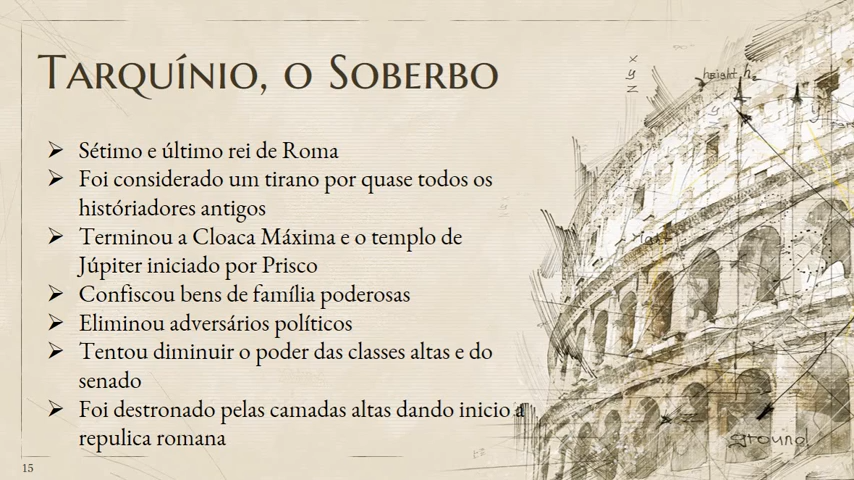 Tarquínio, o Soberbo
➢ Sétimo e último rei de Roma
➢ Foi considerado um tirano por quase todos os
históriadores antigos
➢ Terminou a Cloaca Máxima e o templo de
Júpiter iniciado por Prisco
➢ Confiscou bens de família poderosas
➢ Eliminou adversários políticos
➢ Tentou diminuir o poder das classes altas e do
senado
➢ Foi destronado pelas camadas altas dando inicio a
repulica romana
15
height h
ground